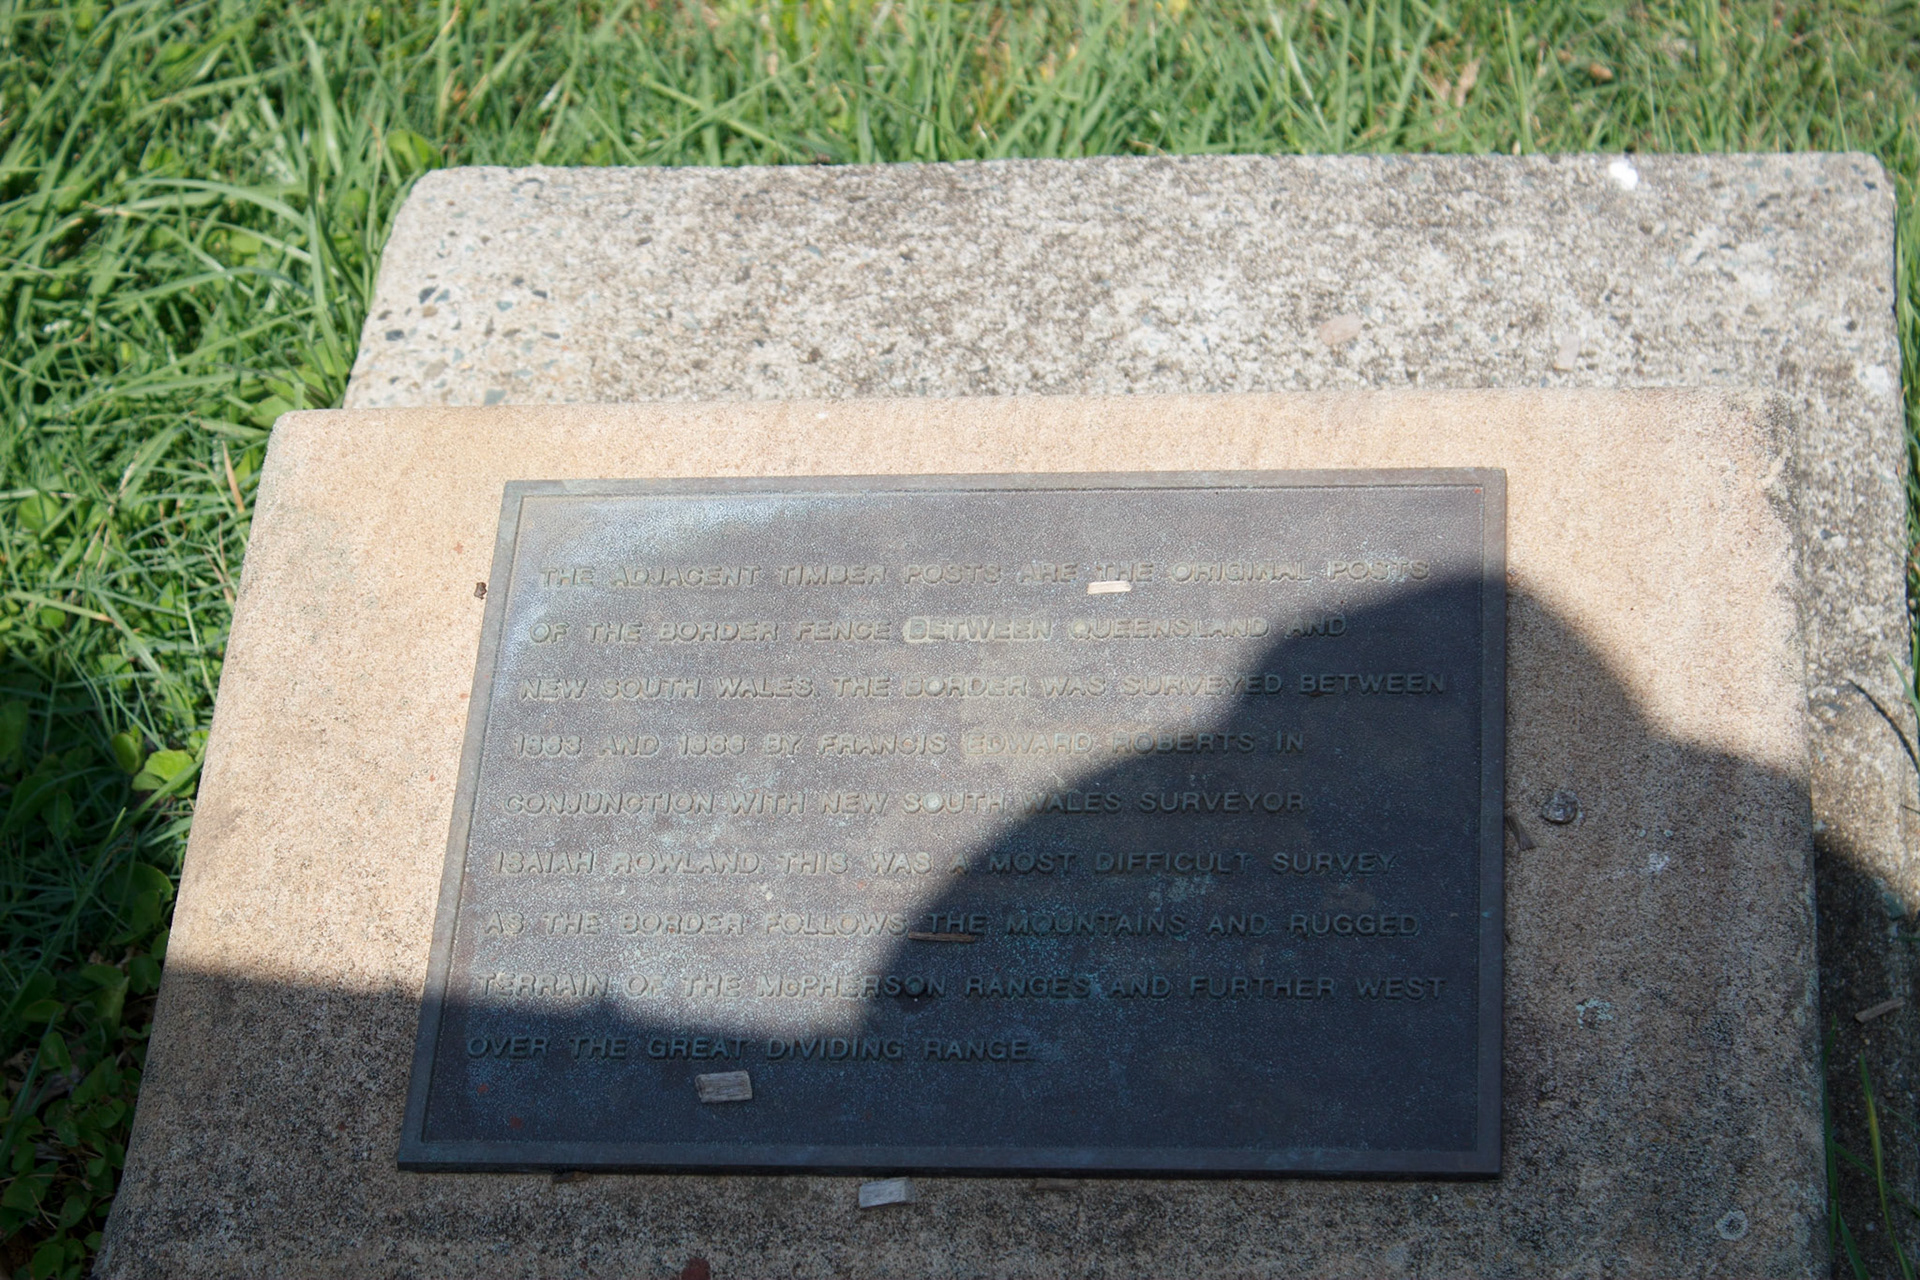 THE ADJACENT TIMBER POSTS ARE THE ORIGINAL POSTS
OF THE BORDER FENCE BETWEEN QUEENSLAND AND
NEW SOUTH WALES. THE BORDER WAS SURVEYED BETWEEN
1863 AND 1866 BY FRANCIS EDWARD ROBERTS IN
CONJUNCTION WITH NEW SOUTH WALES SURVEYOR
ISAIAH ROWLAND. THIS WAS A MOST DIFFICULT SURVEY
AS THE BORDER FOLLOWS THE MOUNTAINS AND RUGGED
TERRAIN OF THE McPHERSON RANGES AND FURTHER WEST
OVER THE GREAT DIVIDING RANGE.